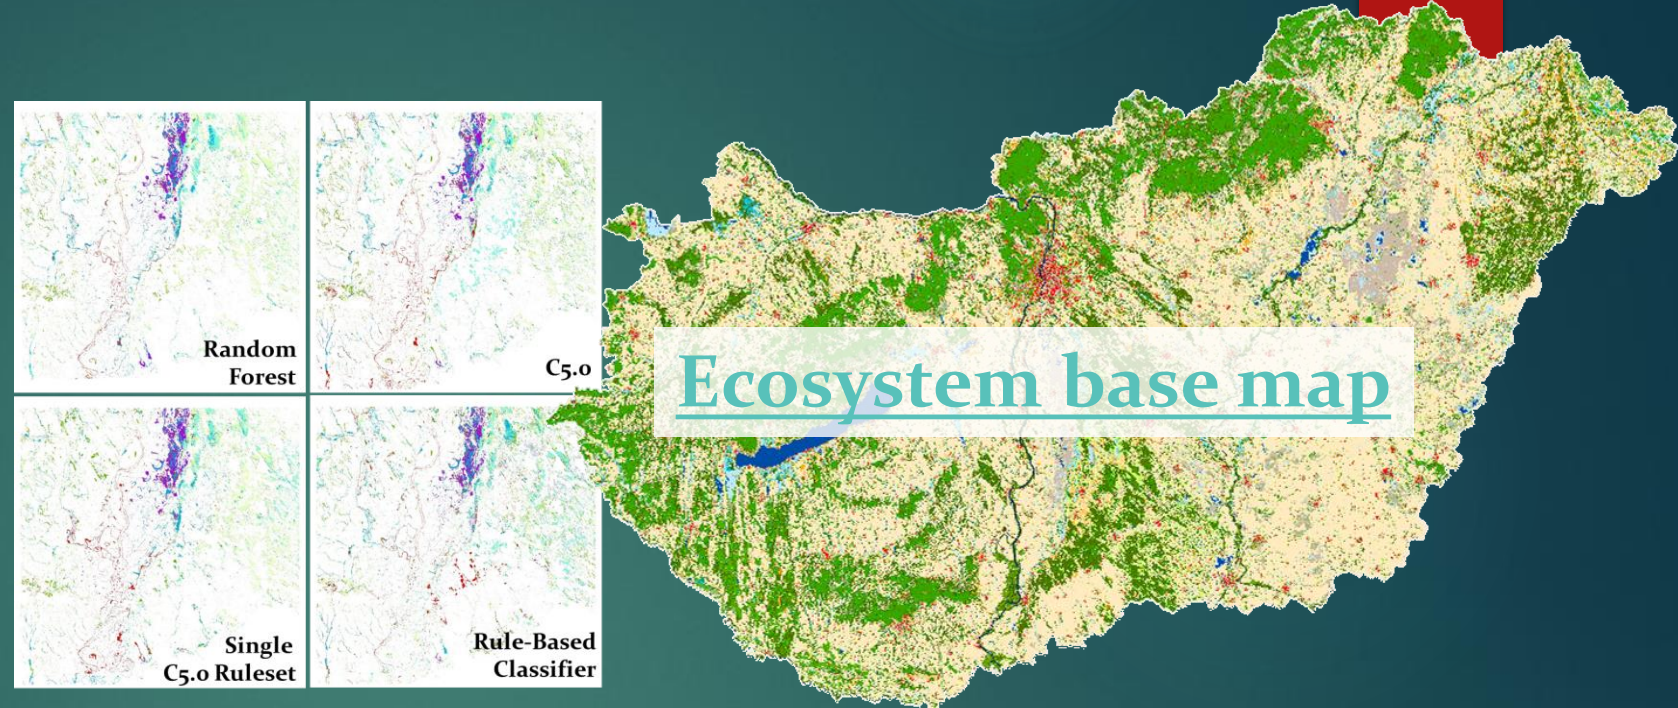 Random
Forest
C5.0
Single
C5.0 Ruleset
Rule-Based
Classifier
Ecosystem base map